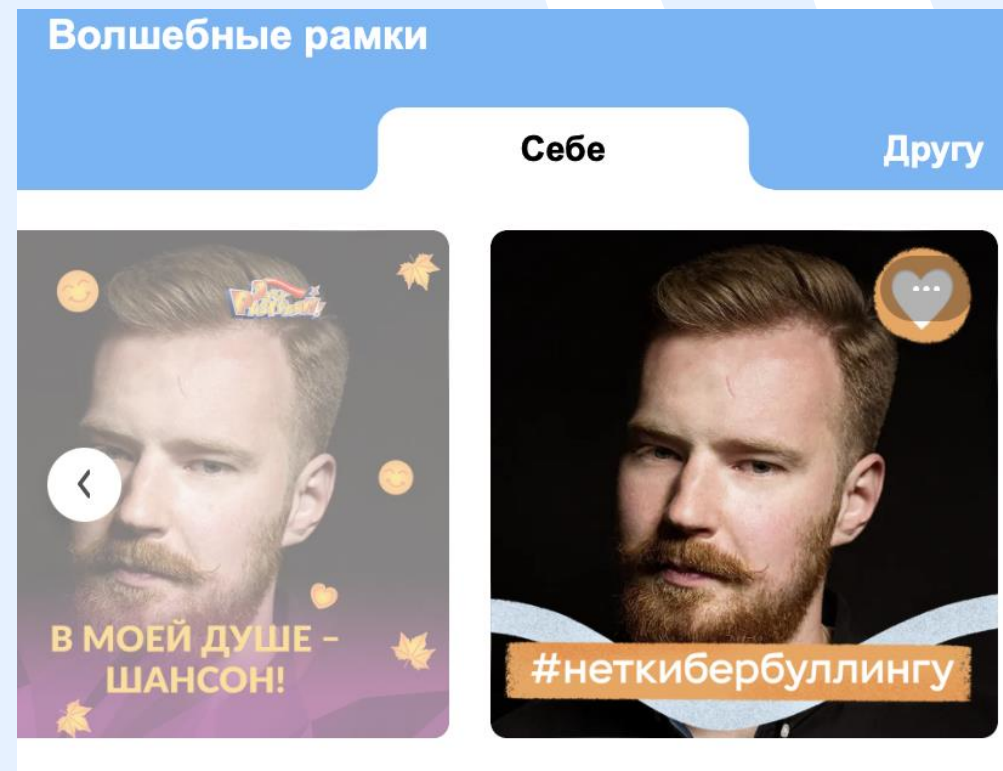 Волшебные рамки
Себе
Другу
В МОЕЙ ДУШЕ –
ШАНСОН!
#неткибербуллингу